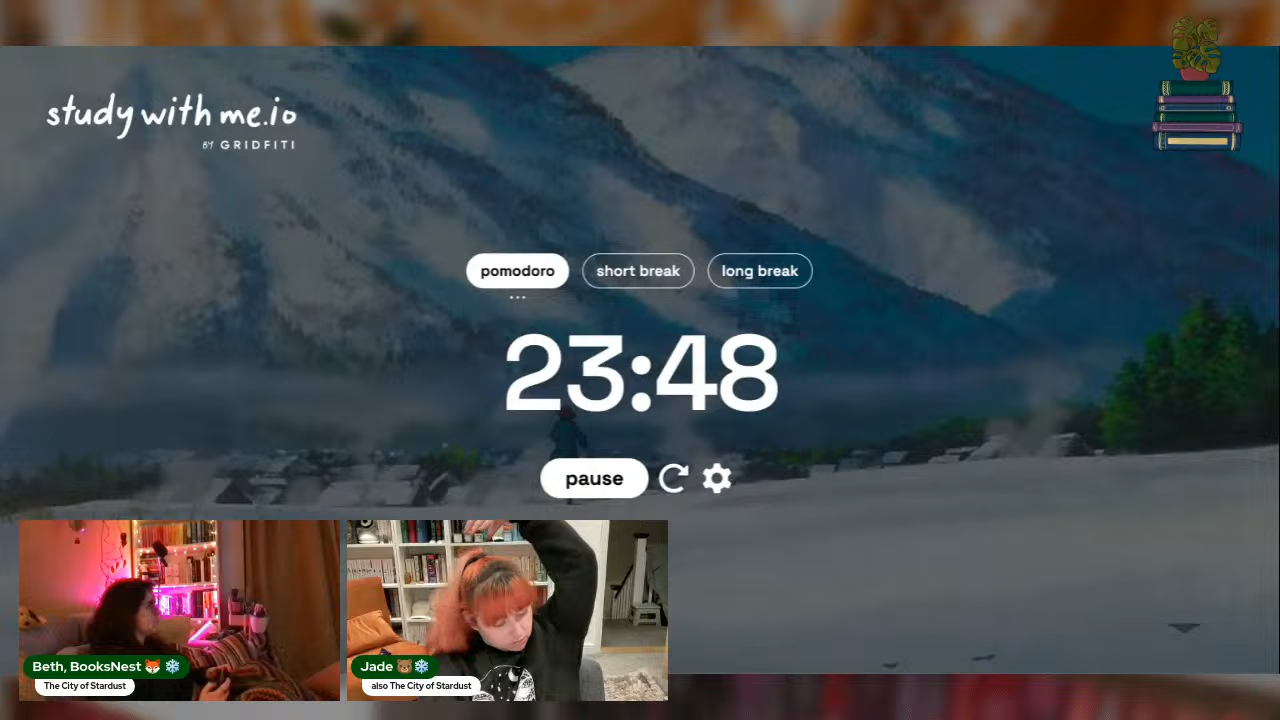 study with me.io
BY GRIDFITI
pomodoro
short break
long break
23:48
pause
Beth, BooksNest 🦊 ❄️
The City of Stardust
Jade 🐻❄️
also The City of Stardust